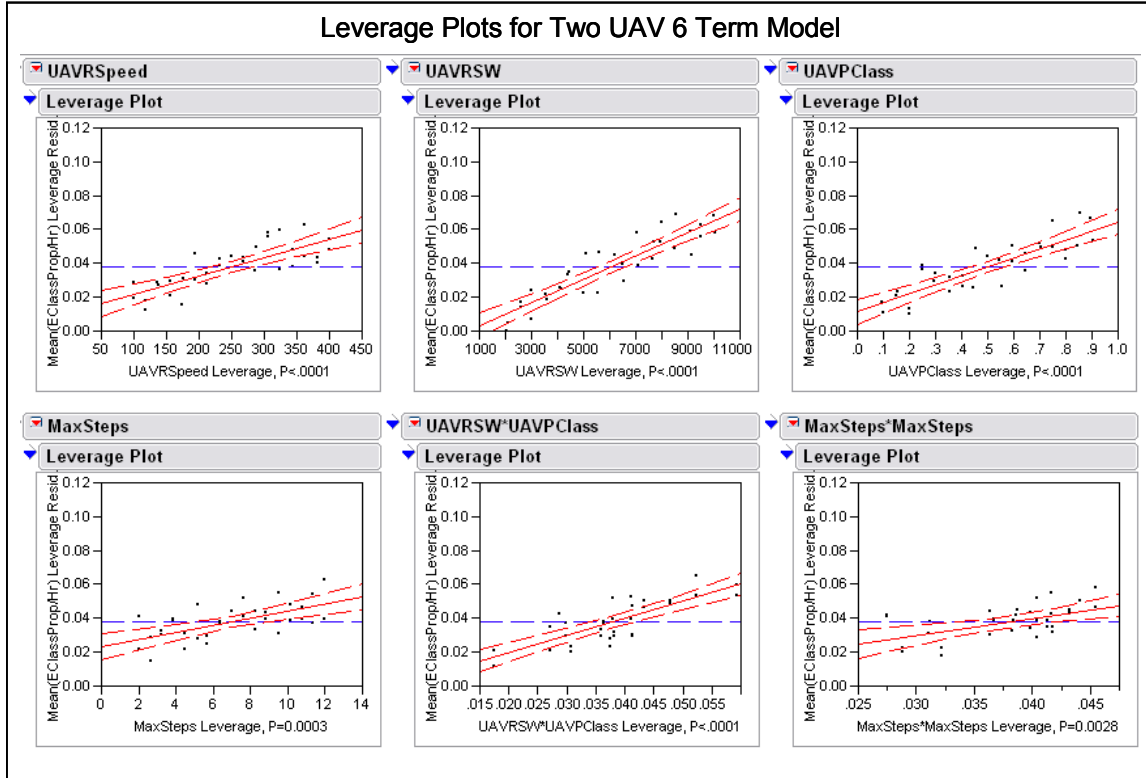 Leverage Plots for Two UAV 6 Term Model
UAVRSpeed
Leverage Plot
Mean(EClassProp/Hr) Leverage Resid.
0.12
0.10
0.08
0.06
0.04
0.02
0.00
50 100 150 200 250 300 350 400 450
UAVRSpeed Leverage, P<.0001
UAVRSW
Leverage Plot
Mean(EClassProp/Hr) Leverage Resid.
0.12
0.10
0.08
0.06
0.04
0.02
0.00
1000 3000 5000 7000 9000 11000
UAVRSW Leverage, P<.0001
UAVPClass
Leverage Plot
Mean(EClassProp/Hr) Leverage Resid.
0.12
0.10
0.08
0.06
0.04
0.02
0.00
.0 .1 .2 .3 .4 .5 .6 .7 .8 .9 1.0
UAVPClass Leverage, P<.0001
MaxSteps
Leverage Plot
Mean(EClassProp/Hr) Leverage Resid.
0.12
0.10
0.08
0.06
0.04
0.02
0.00
0 2 4 6 8 10 12 14
MaxSteps Leverage, P=0.0003
UAVRSW*UAVPClass
Leverage Plot
Mean(EClassProp/Hr) Leverage Resid.
0.12
0.10
0.08
0.06
0.04
0.02
0.00
.015 .020 .025 .030 .035 .040 .045 .050 .055
UAVRSW*UAVPClass Leverage, P<.0001
MaxSteps*MaxSteps
Leverage Plot
Mean(EClassProp/Hr) Leverage Resid.
0.12
0.10
0.08
0.06
0.04
0.02
0.00
.025 .030 .035 .040 .045
MaxSteps*MaxSteps Leverage, P=0.0028